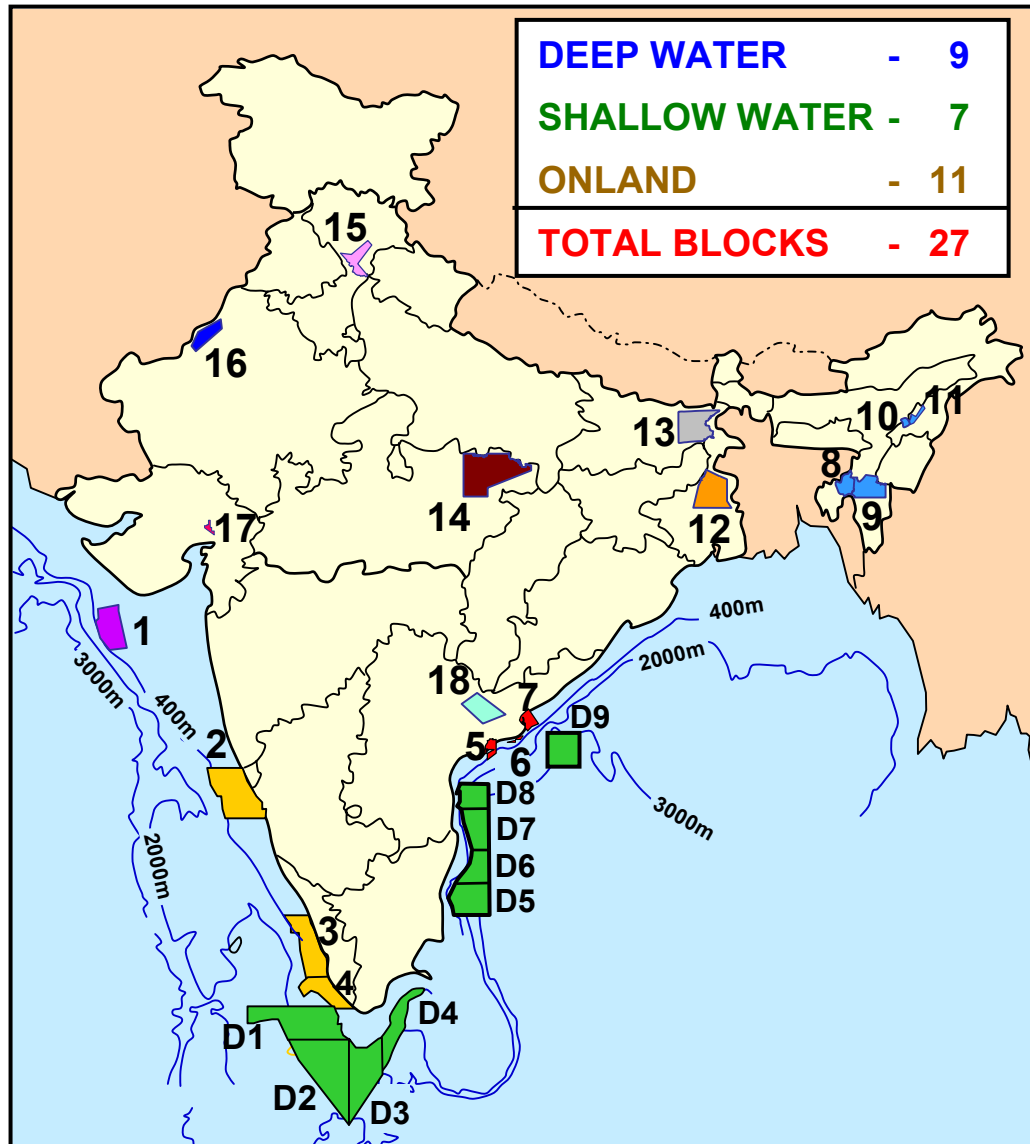 DEEP WATER - 9
SHALLOW WATER - 7
ONLAND - 11
TOTAL BLOCKS - 27
15
16
13
10
11
8
9
14
12
17
1
3000m
400m
2
2000m
18
7
5
6
D9
400m
2000m
3000m
D8
D7
D6
D5
3
4
D1
D4
D2
D3